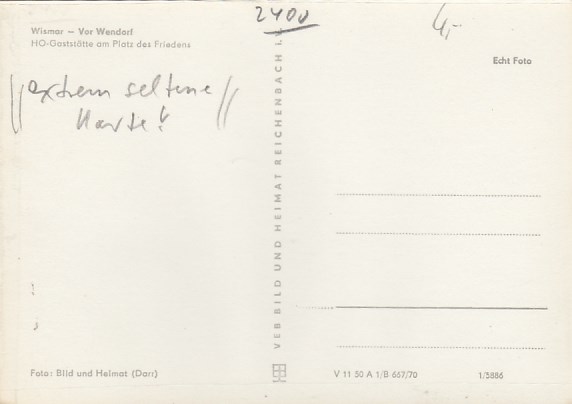 2400
4,-
Wismar – Vor Wendorf
HO-Gaststätte am Platz des Friedens
Echt Foto
// extrem seltene //
Karte!
VEB BILD UND HEIMAT REICHENBACH i.
Foto: Bild und Heimat (Darr)
V 11 50 A 1/B 667/70
1/3886